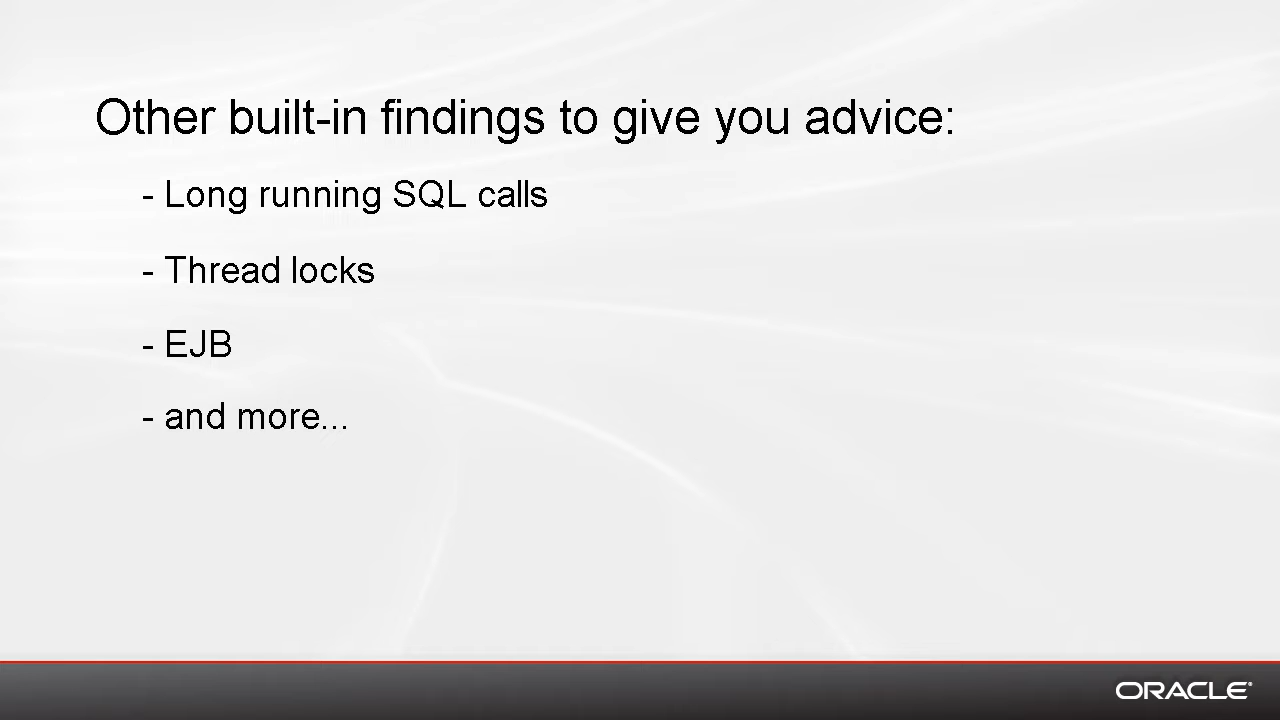 Other built-in findings to give you advice:
- Long running SQL calls
- Thread locks
- EJB
- and more...
ORACLE®